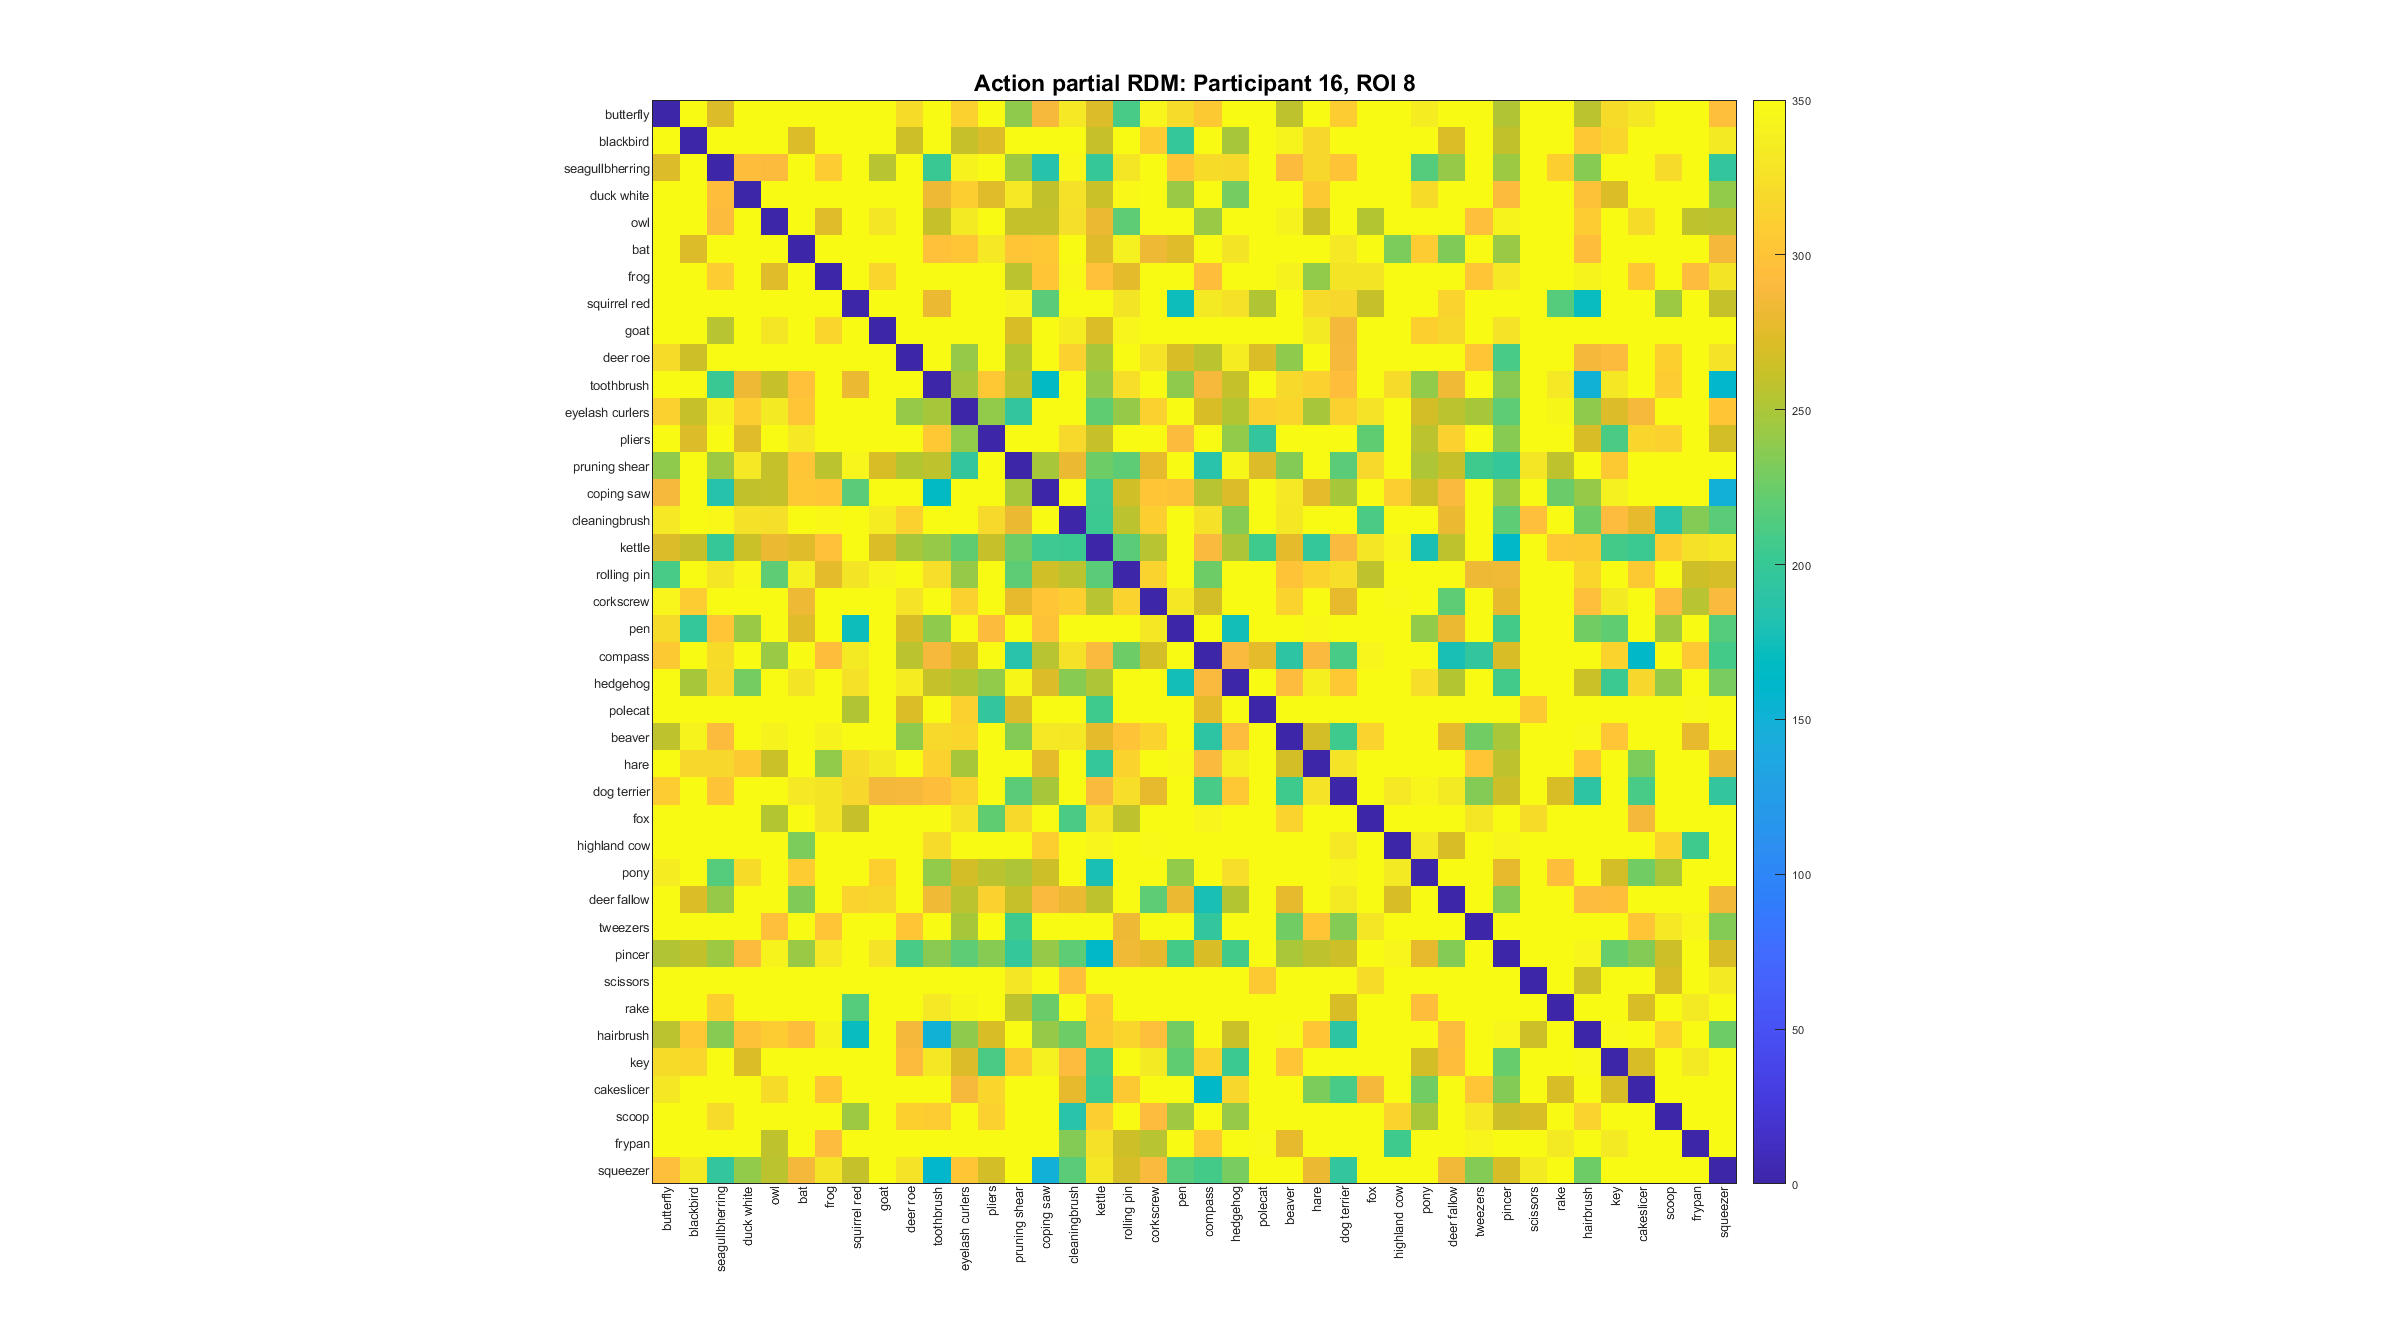 Action partial RDM: Participant 16, ROI 8
butterfly
blackbird
seagullbherring
duck white
owl
bat
frog
squirrel red
goat
deer roe
toothbrush
eyelash curlers
pliers
pruning shear
coping saw
cleaningbrush
kettle
rolling pin
corkscrew
pen
compass
hedgehog
polecat
beaver
hare
dog terrier
fox
highland cow
pony
deer fallow
tweezers
pincer
scissors
rake
hairbrush
key
cakeslicer
scoop
frypan
squeezer
butterfly
blackbird
seagullbherring
duck white
owl
bat
frog
squirrel red
goat
deer roe
toothbrush
eyelash curlers
pliers
pruning shear
coping saw
cleaningbrush
kettle
rolling pin
corkscrew
pen
compass
hedgehog
polecat
beaver
hare
dog terrier
fox
highland cow
pony
deer fallow
tweezers
pincer
scissors
rake
hairbrush
key
cakeslicer
scoop
frypan
squeezer
350
300
250
200
150
100
50
0